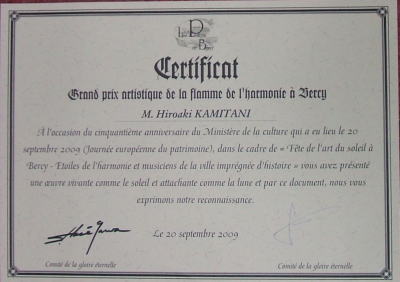 Certificat
Grand prix artistique de la flamme de l'harmonie à Bercy
M. Hiroaki KAMITANI
À l'occasion du cinquantième anniversaire du Ministère de la culture qui a eu lieu le 20
septembre 2009 (Journée européenne du patrimoine), dans le cadre de « Fête de l'art du soleil à
Bercy - Etoiles de l'harmonie et musiciens de la ville imprégnée d'histoire » vous avez présenté
une œuvre vivante comme le soleil et attachante comme la lune et par ce document, nous vous
exprimons notre reconnaissance.
Le 20 septembre 2009
Comité de la gloire éternelle
Comité de la gloire éternelle